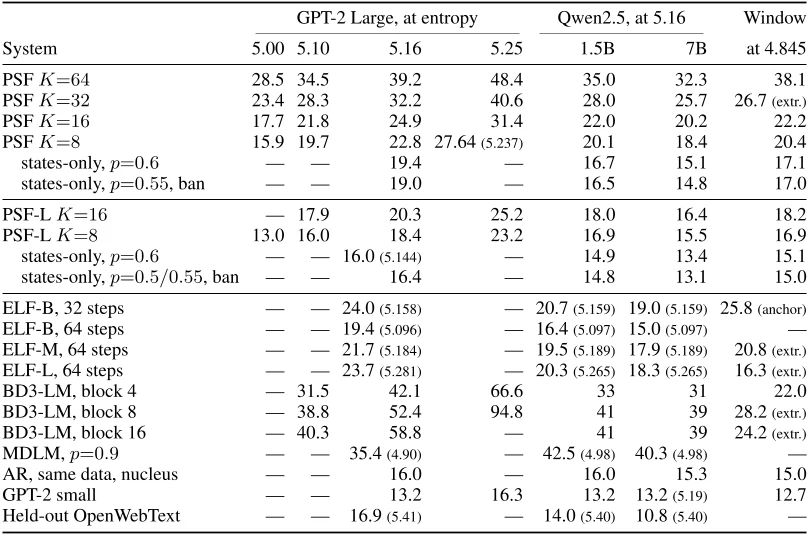 GPT-2 Large, at entropy Qwen2.5, at 5.16 Window
System 5.00 5.10 5.16 5.25 1.5B 7B at 4.845
PSF K=64 28.5 34.5 39.2 48.4 35.0 32.3 38.1
PSF K=32 23.4 28.3 32.2 40.6 28.0 25.7 26.7 (extr.)
PSF K=16 17.7 21.8 24.9 31.4 22.0 20.2 22.2
PSF K=8 15.9 19.7 22.8 27.64 (5.237) 20.1 18.4 20.4
states-only, p=0.6 — — 19.4 — 16.7 15.1 17.1
states-only, p=0.55, ban — — 19.0 — 16.5 14.8 17.0
PSF-L K=16 — 17.9 20.3 25.2 18.0 16.4 18.2
PSF-L K=8 13.0 16.0 18.4 23.2 16.9 15.5 16.9
states-only, p=0.6 — — 16.0 (5.144) — 14.9 13.4 15.1
states-only, p=0.5/0.55, ban — — 16.4 — 14.8 13.1 15.0
ELF-B, 32 steps — — 24.0 (5.158) — 20.7 (5.159) 19.0 (5.159) 25.8 (anchor)
ELF-B, 64 steps — — 19.4 (5.096) — 16.4 (5.097) 15.0 (5.097) —
ELF-M, 64 steps — — 21.7 (5.184) — 19.5 (5.189) 17.9 (5.189) 20.8 (extr.)
ELF-L, 64 steps — — 23.7 (5.281) — 20.3 (5.265) 18.3 (5.265) 16.3 (extr.)
BD3-LM, block 4 — 31.5 42.1 66.6 33 31 22.0
BD3-LM, block 8 — 38.8 52.4 94.8 41 39 28.2 (extr.)
BD3-LM, block 16 — 40.3 58.8 — 41 39 24.2 (extr.)
MDLM, p=0.9 — — 35.4 (4.90) — 42.5 (4.98) 40.3 (4.98) —
AR, same data, nucleus — — 16.0 — 16.0 15.3 15.0
GPT-2 small — — 13.2 16.3 13.2 13.2 (5.19) 12.7
Held-out OpenWebText — — 16.9 (5.41) — 14.0 (5.40) 10.8 (5.40) —